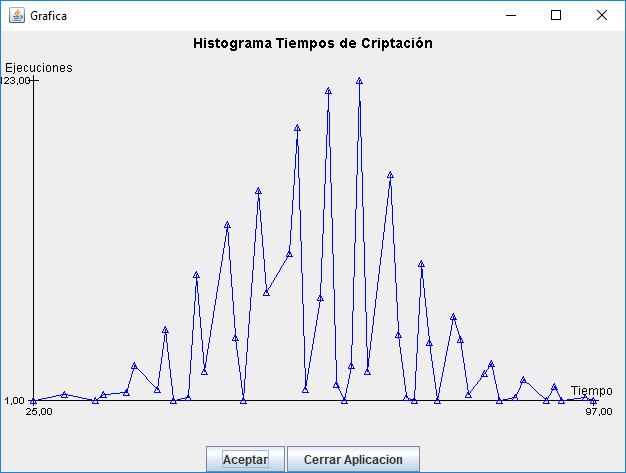 Grafica
Histograma Tiempos de Criptación
Ejecuciones
123,00
Tiempo
1,00
25,00
97,00
Aceptar
Cerrar Aplicacion